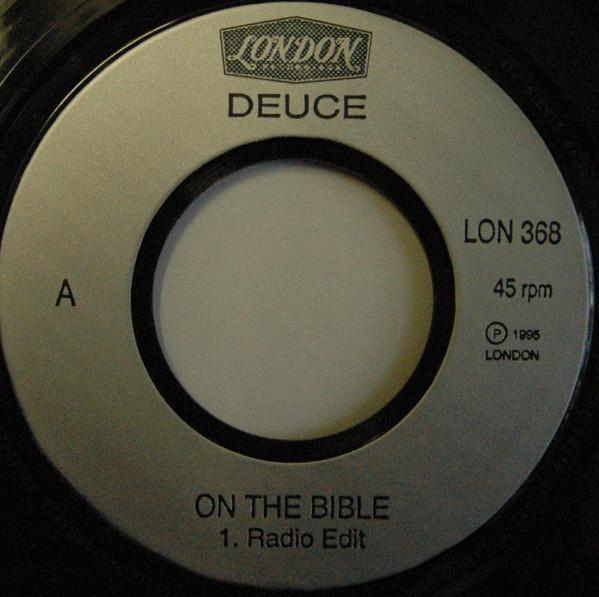 LONDON
DEUCE
LON 368
A
45 rpm
Ⓟ 1995
LONDON
ON THE BIBLE
1. Radio Edit